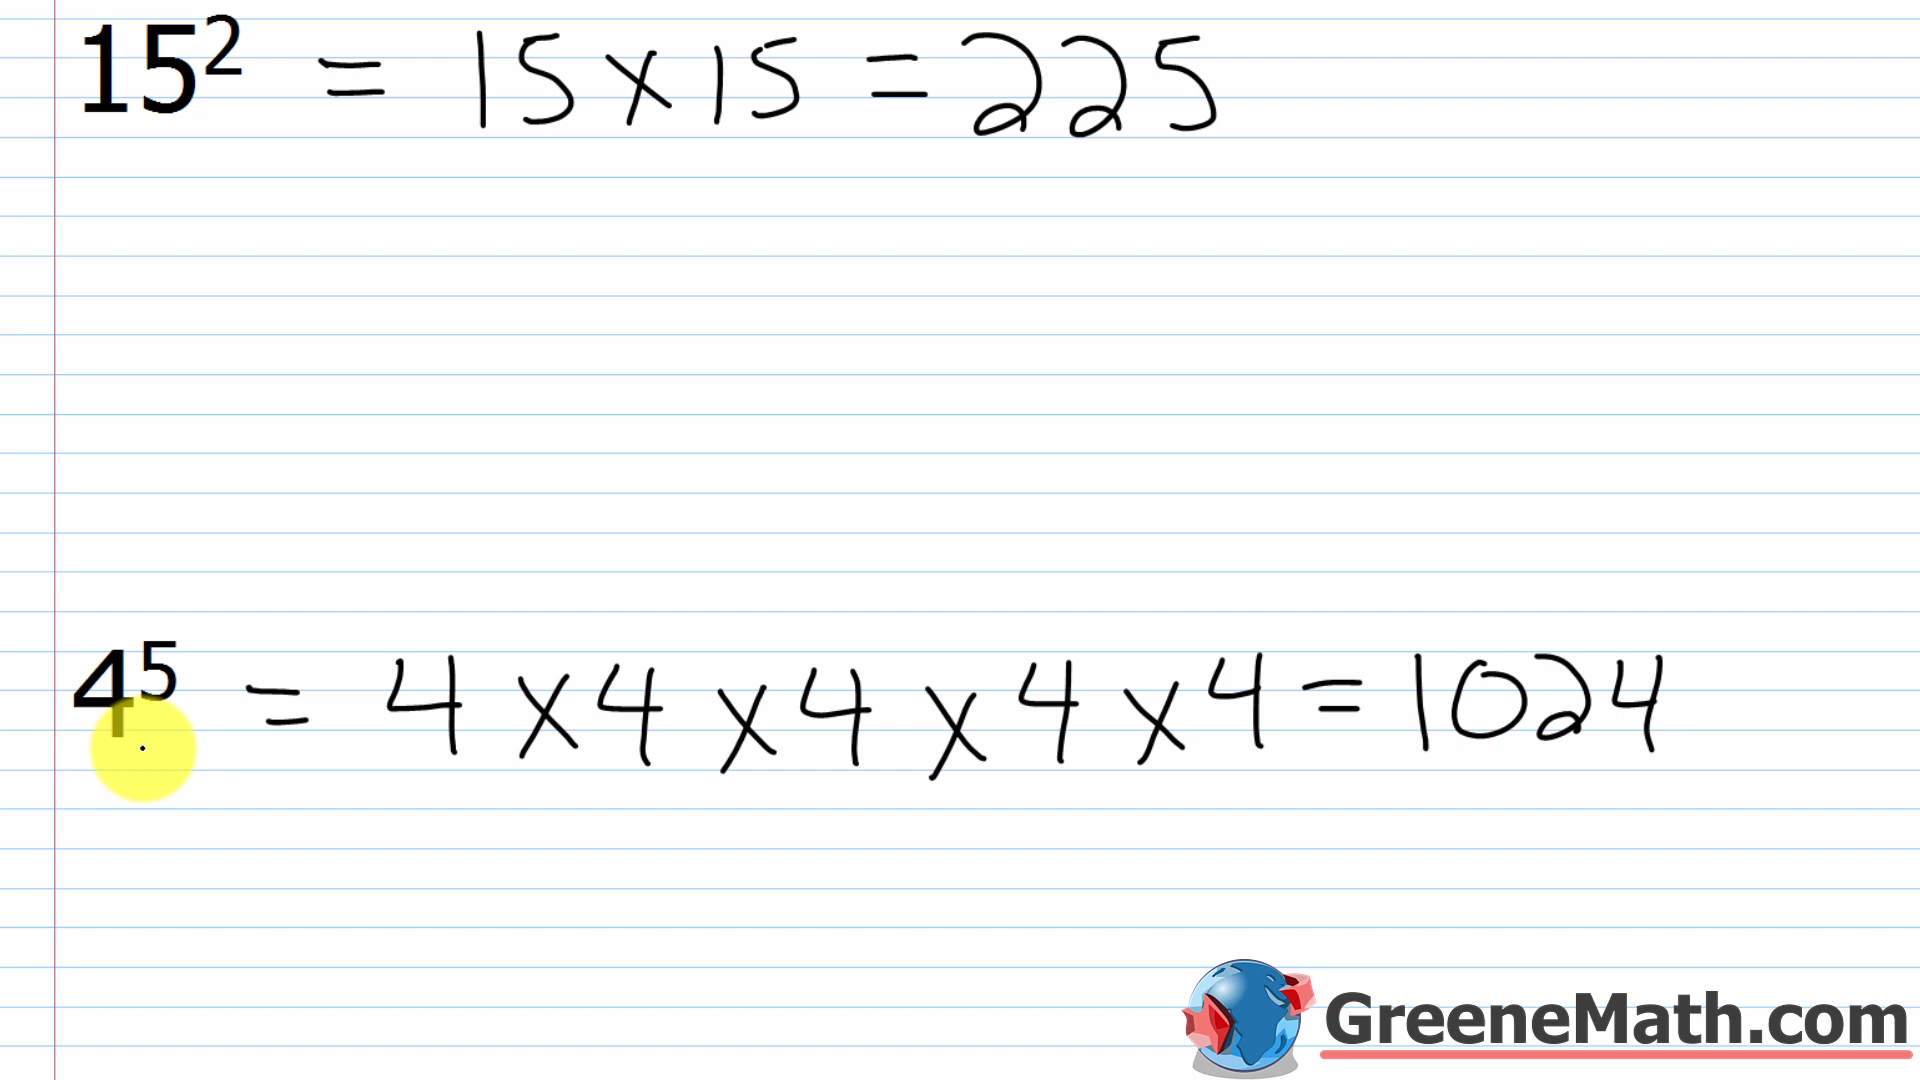 15² = 15 x 15 = 225
4⁵ = 4 x 4 x 4 x 4 x 4 = 1024
GreeneMath.com